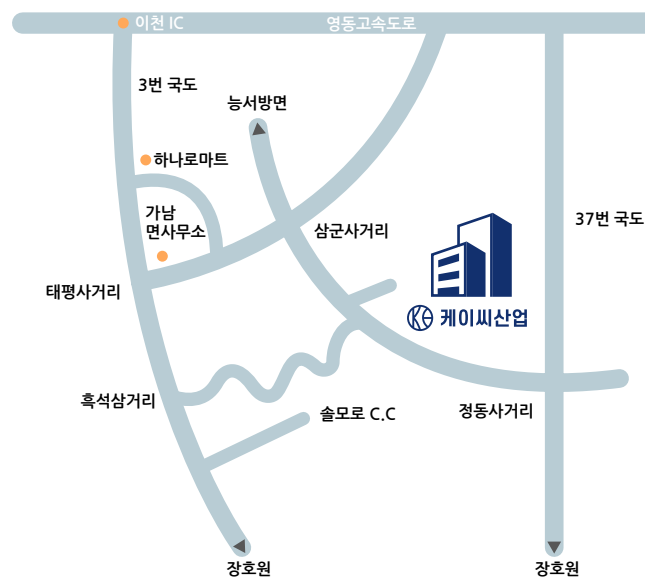 이천 IC
영동고속도로
3번 국도
능서방면
하나로마트
가남
면사무소
삼군사거리
37번 국도
태평사거리
KC 케이씨산업
흑석삼거리
솔모로 C.C
정동사거리
장호원
장호원